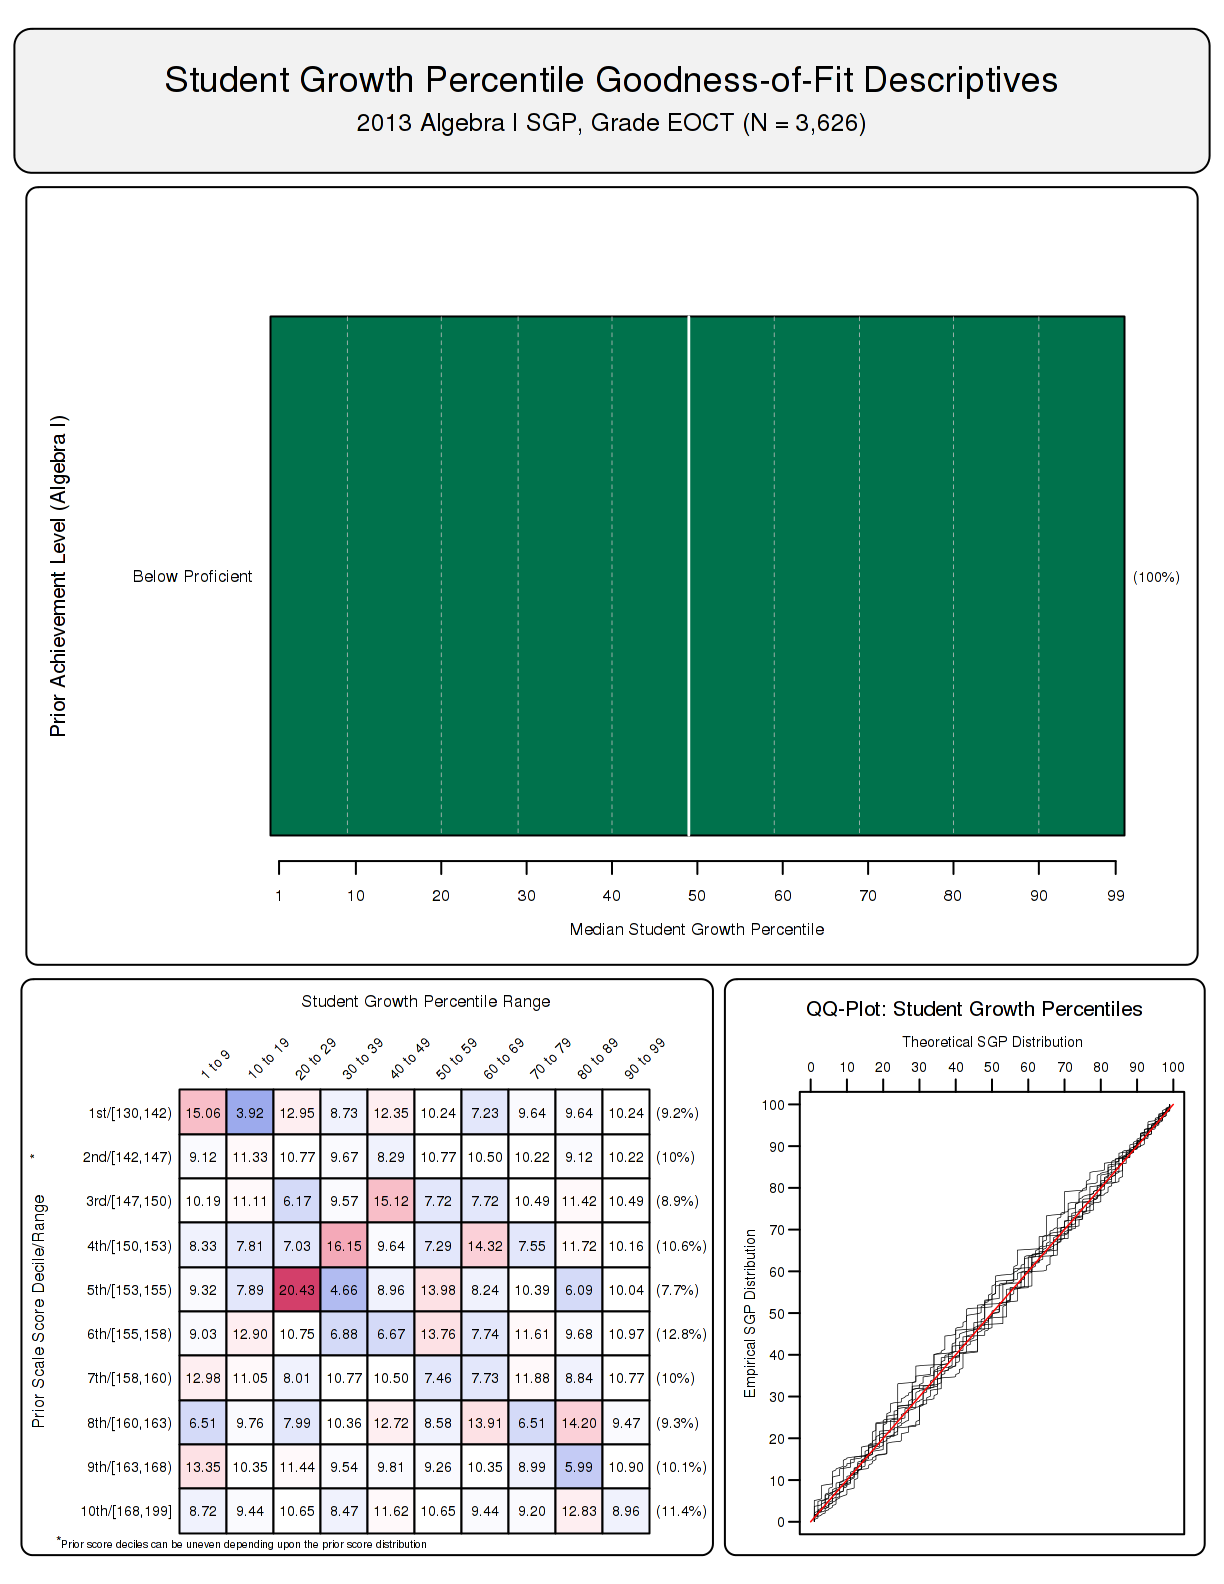 Student Growth Percentile Goodness-of-Fit Descriptives
2013 Algebra I SGP, Grade EOCT (N = 3,626)
Prior Achievement Level (Algebra I)
Below Proficient
(100%)
1 10 20 30 40 50 60 70 80 90 99
Median Student Growth Percentile
Student Growth Percentile Range
1 to 9 10 to 19 20 to 29 30 to 39 40 to 49 50 to 59 60 to 69 70 to 79 80 to 89 90 to 99
Prior Scale Score Decile/Range *
1st/[130,142) 15.06 3.92 12.95 8.73 12.35 10.24 7.23 9.64 9.64 10.24 (9.2%)
2nd/[142,147) 9.12 11.33 10.77 9.67 8.29 10.77 10.50 10.22 9.12 10.22 (10%)
3rd/[147,150) 10.19 11.11 6.17 9.57 15.12 7.72 7.72 10.49 11.42 10.49 (8.9%)
4th/[150,153) 8.33 7.81 7.03 16.15 9.64 7.29 14.32 7.55 11.72 10.16 (10.6%)
5th/[153,155) 9.32 7.89 20.43 4.66 8.96 13.98 8.24 10.39 6.09 10.04 (7.7%)
6th/[155,158) 9.03 12.90 10.75 6.88 6.67 13.76 7.74 11.61 9.68 10.97 (12.8%)
7th/[158,160) 12.98 11.05 8.01 10.77 10.50 7.46 7.73 11.88 8.84 10.77 (10%)
8th/[160,163) 6.51 9.76 7.99 10.36 12.72 8.58 13.91 6.51 14.20 9.47 (9.3%)
9th/[163,168) 13.35 10.35 11.44 9.54 9.81 9.26 10.35 8.99 5.99 10.90 (10.1%)
10th/[168,199] 8.72 9.44 10.65 8.47 11.62 10.65 9.44 9.20 12.83 8.96 (11.4%)
*Prior score deciles can be uneven depending upon the prior score distribution
QQ-Plot: Student Growth Percentiles
Theoretical SGP Distribution
0 10 20 30 40 50 60 70 80 90 100
Empirical SGP Distribution
100
90
80
70
60
50
40
30
20
10
0